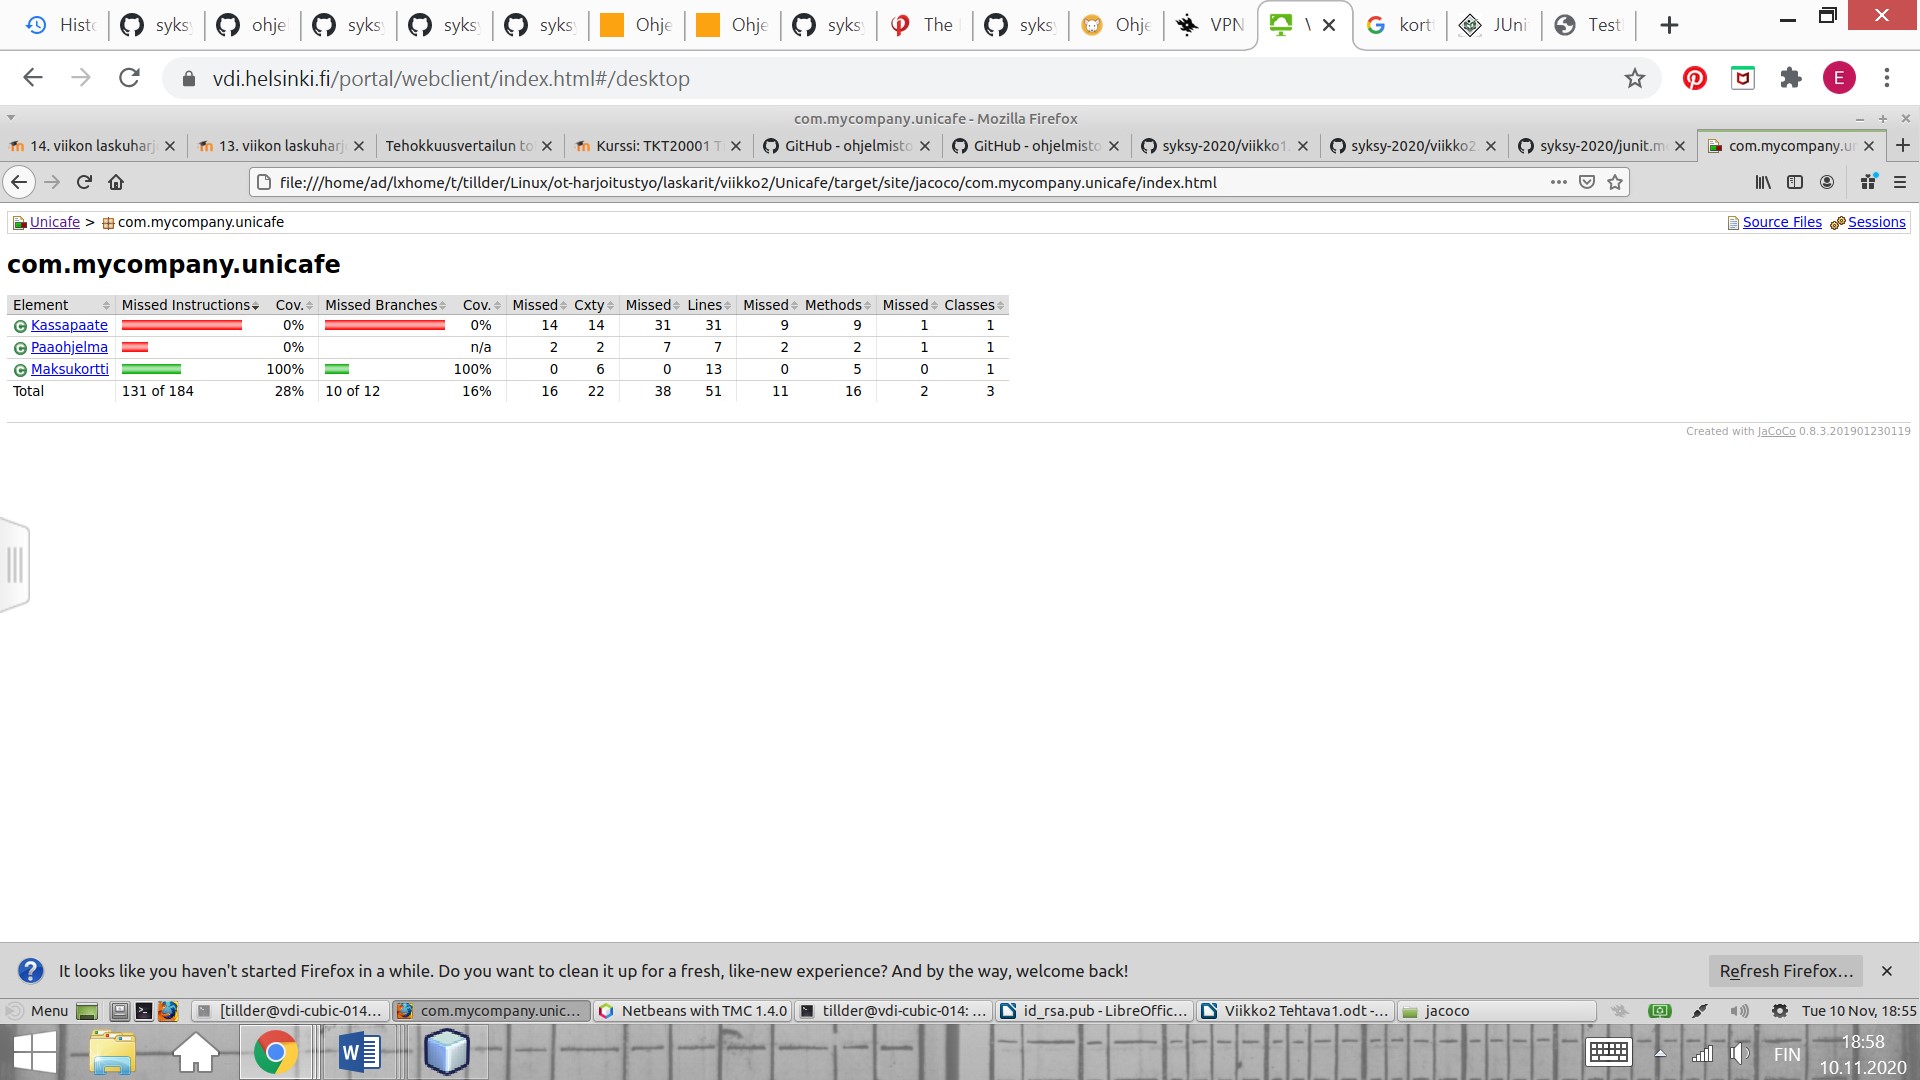 Histo syksy ohjel syksy syksy syksy Ohje Ohje syksy The syksy Ohje VPN korti JUni Test
vdi.helsinki.fi/portal/webclient/index.html#/desktop E
com.mycompany.unicafe - Mozilla Firefox
14. viikon laskuharj 13. viikon laskuharj Tehokkuusvertailun to Kurssi: TKT20001 T GitHub - ohjelmisto GitHub - ohjelmisto syksy-2020/viikko1. syksy-2020/viikko2. syksy-2020/junit.m com.mycompany.un
file:///home/ad/lxhome/t/tillder/Linux/ot-harjoitustyo/laskarit/viikko2/Unicafe/target/site/jacoco/com.mycompany.unicafe/index.html
Unicafe > com.mycompany.unicafe Source Files Sessions
com.mycompany.unicafe
Element Missed Instructions Cov. Missed Branches Cov. Missed Cxty Missed Lines Missed Methods Missed Classes
Kassapaate 0% 0% 14 14 31 31 9 9 1 1
Paaohjelma 0% n/a 2 2 7 7 2 2 1 1
Maksukortti 100% 100% 0 6 0 13 0 5 0 1
Total 131 of 184 28% 10 of 12 16% 16 22 38 51 11 16 2 3
Created with JaCoCo 0.8.3.201901230119
It looks like you haven't started Firefox in a while. Do you want to clean it up for a fresh, like-new experience? And by the way, welcome back! Refresh Firefox…
Menu [tillder@vdi-cubic-014:... com.mycompany.unic... Netbeans with TMC 1.4.0 tillder@vdi-cubic-014: ... id_rsa.pub - LibreOffic... Viikko2 Tehtava1.odt -... jacoco Tue 10 Nov, 18:55
FIN 18:58
10.11.2020